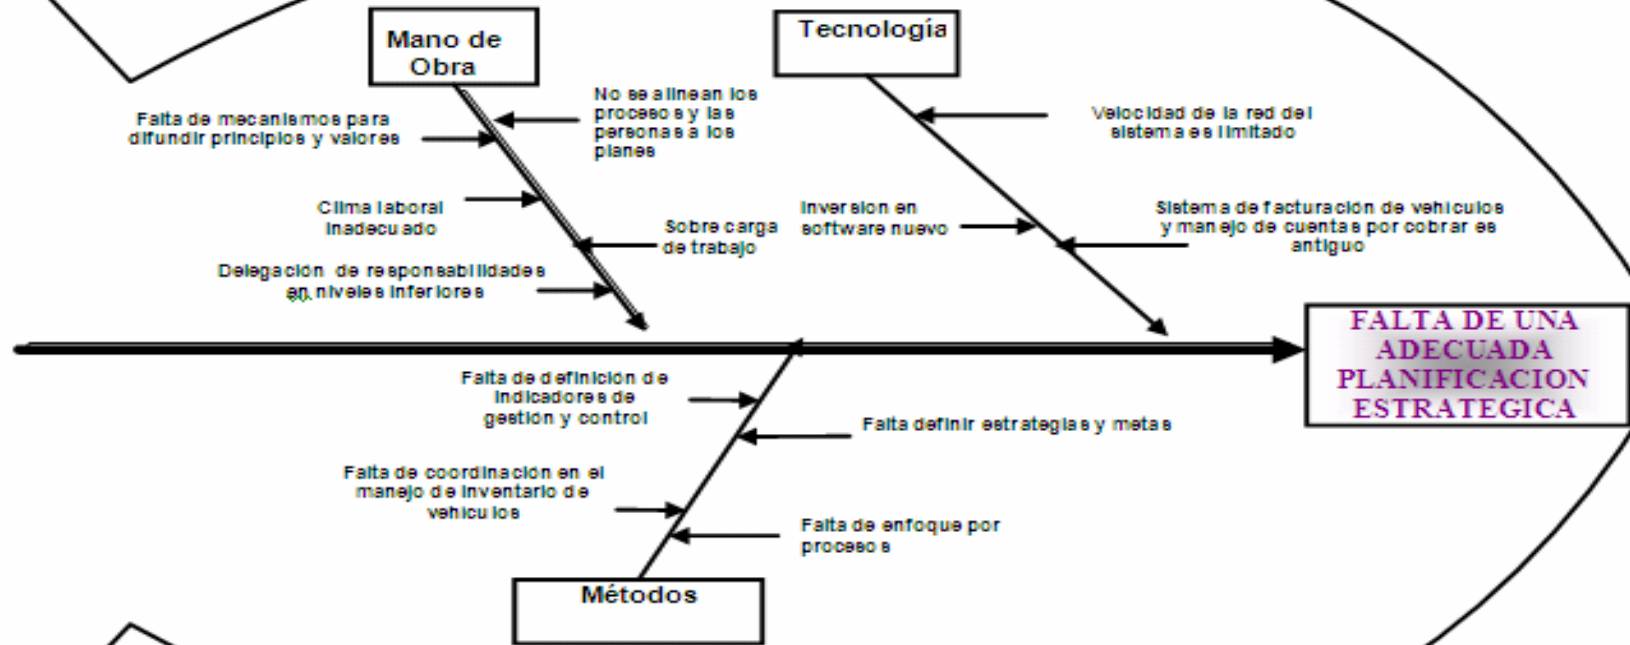 Mano de
Obra
Tecnología
Falta de mecanismos para
difundir principios y valores
No se alinean los
procesos y las
personas a los
planes
Velocidad de la red del
sistema es limitado
Clima laboral
inadecuado
Sobre carga
de trabajo
Inversion en
software nuevo
Sistema de facturación de vehiculos
y manejo de cuentas por cobrar es
antiguo
Delegación de responsabilidades
en niveles inferiores
FALTA DE UNA
ADECUADA
PLANIFICACION
ESTRATEGICA
Falta de definición de
indicadores de
gestión y control
Falta definir estrategias y metas
Falta de coordinación en el
manejo de inventario de
vehiculos
Falta de enfoque por
procesos
Métodos